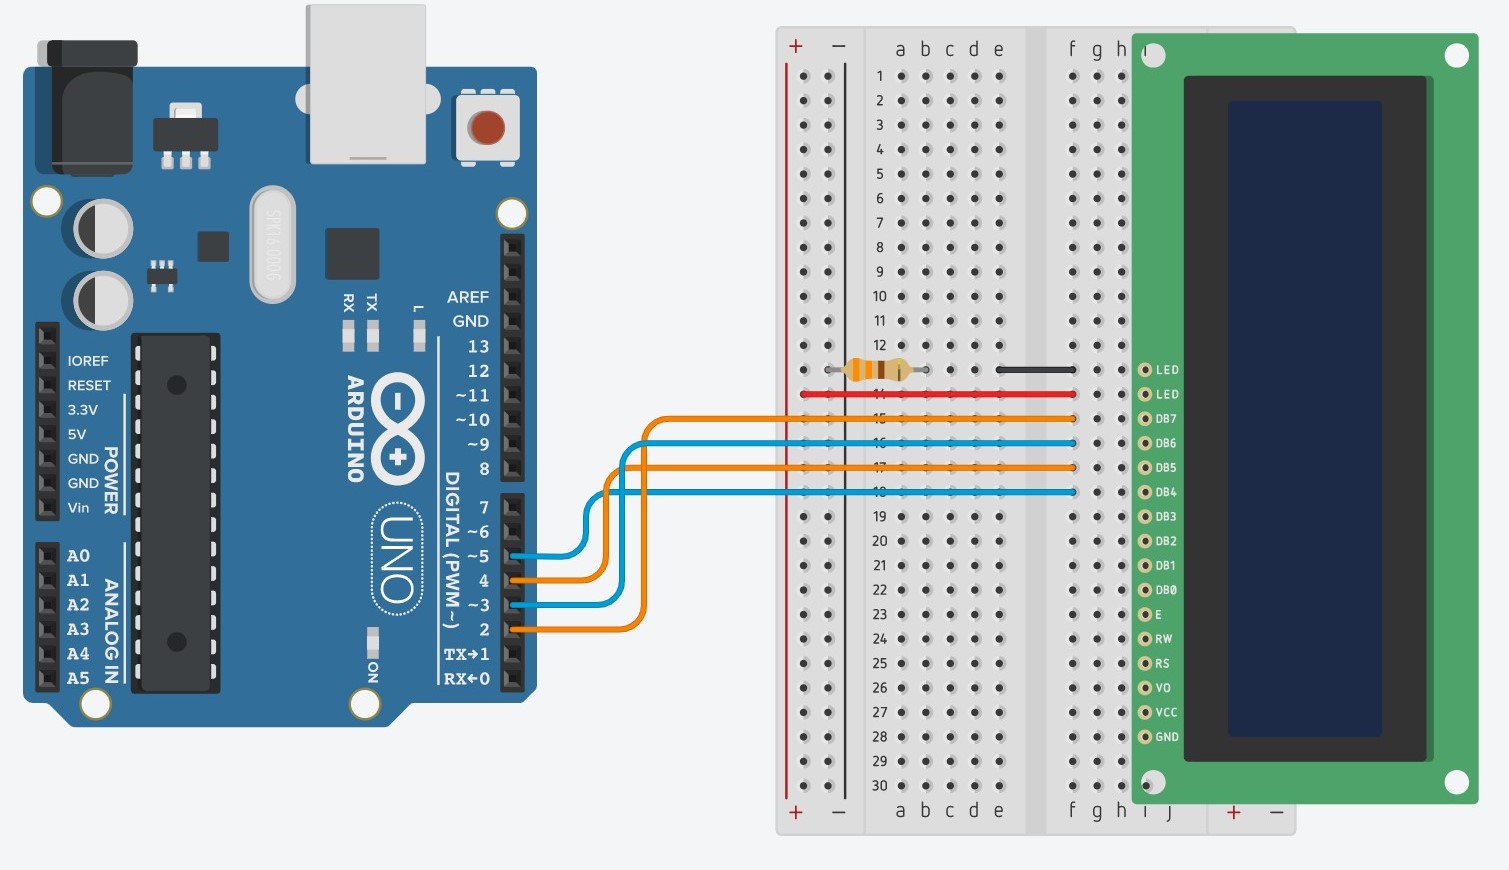 SPK16.000G
RX
TX
L
AREF
GND
13
12
~11
~10
~9
8
7
~6
~5
4
~3
2
TX→1
RX←0
DIGITAL (PWM ~)
ARDUINO
UNO
ON
IOREF
RESET
3.3V
5V
GND
GND
Vin
POWER
A0
A1
A2
A3
A4
A5
ANALOG IN
+ − a b c d e f g h i
1
2
3
4
5
6
7
8
9
10
11
12
14
15
16
17
18
19
20
21
22
23
24
25
26
27
28
29
30
+ − a b c d e f g h i j + −
LED
LED
DB7
DB6
DB5
DB4
DB3
DB2
DB1
DB0
E
RW
RS
VO
VCC
GND